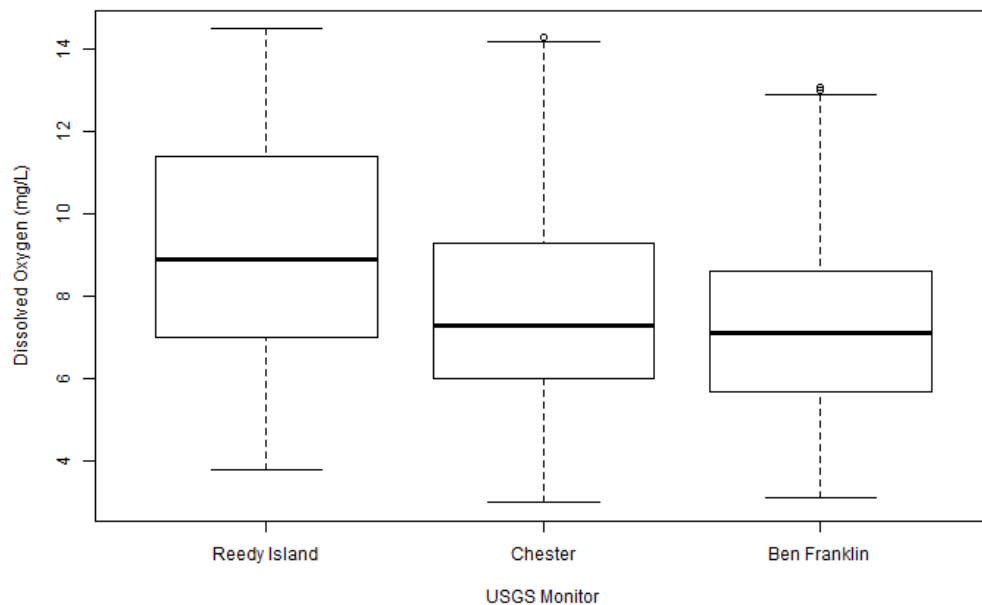 Dissolved Oxygen (mg/L)
14
12
10
8
6
4
Reedy Island
Chester
Ben Franklin
USGS Monitor